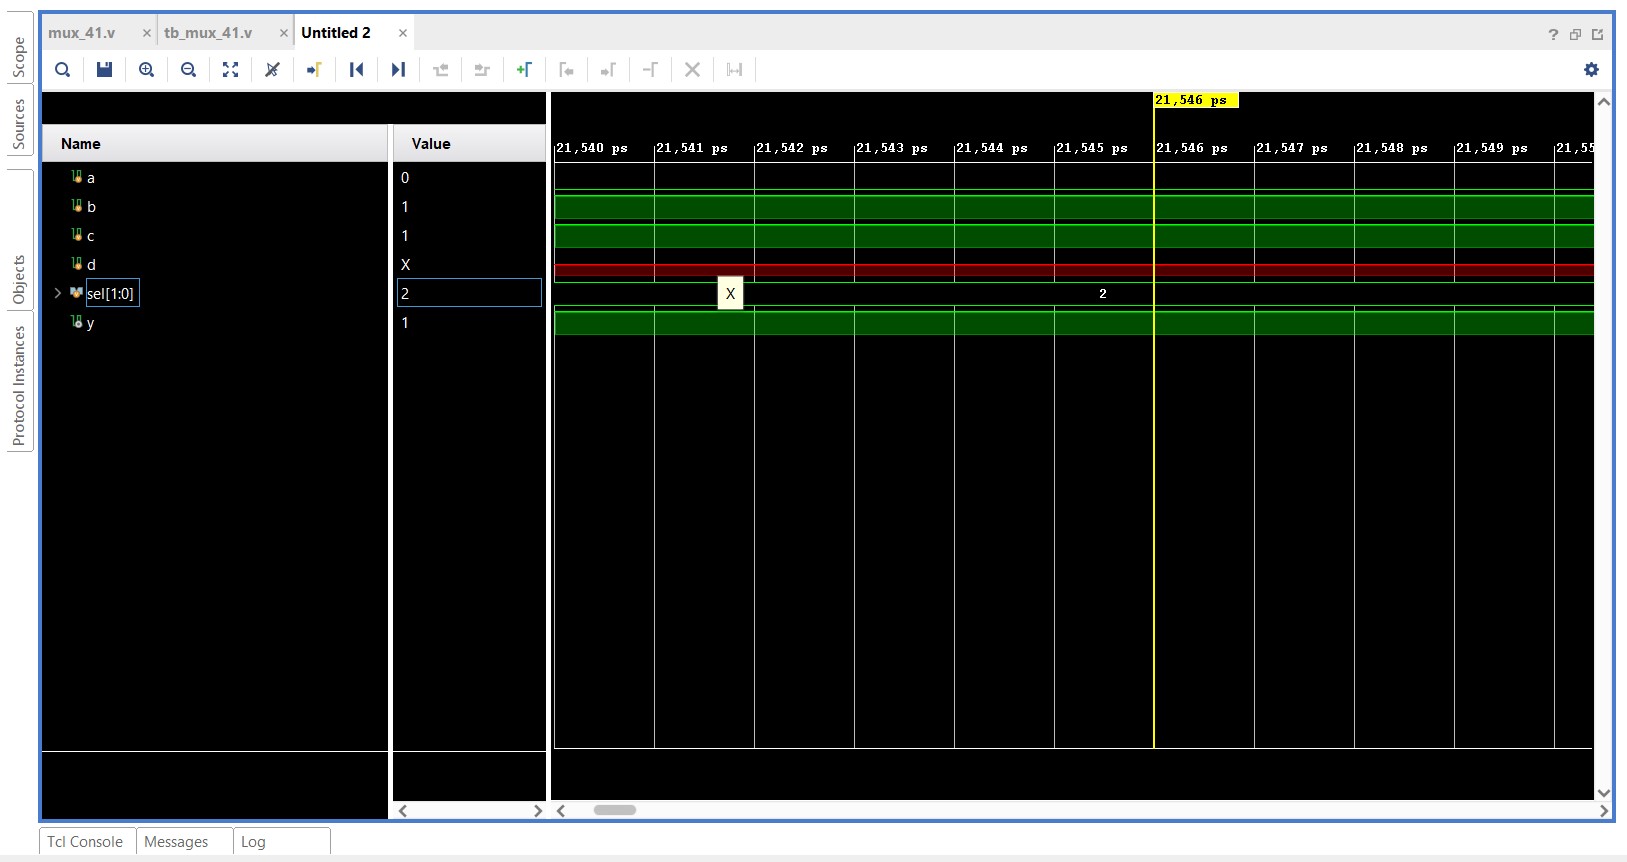 mux_41.v × tb_mux_41.v × Untitled 2 × ?
Scope
Sources
Objects
Protocol Instances
21,546 ps
Name Value
21,540 ps 21,541 ps 21,542 ps 21,543 ps 21,544 ps 21,545 ps 21,546 ps 21,547 ps 21,548 ps 21,549 ps 21,55
a 0
b 1
c 1
d X
sel[1:0] 2 X 2
y 1
Tcl Console Messages Log